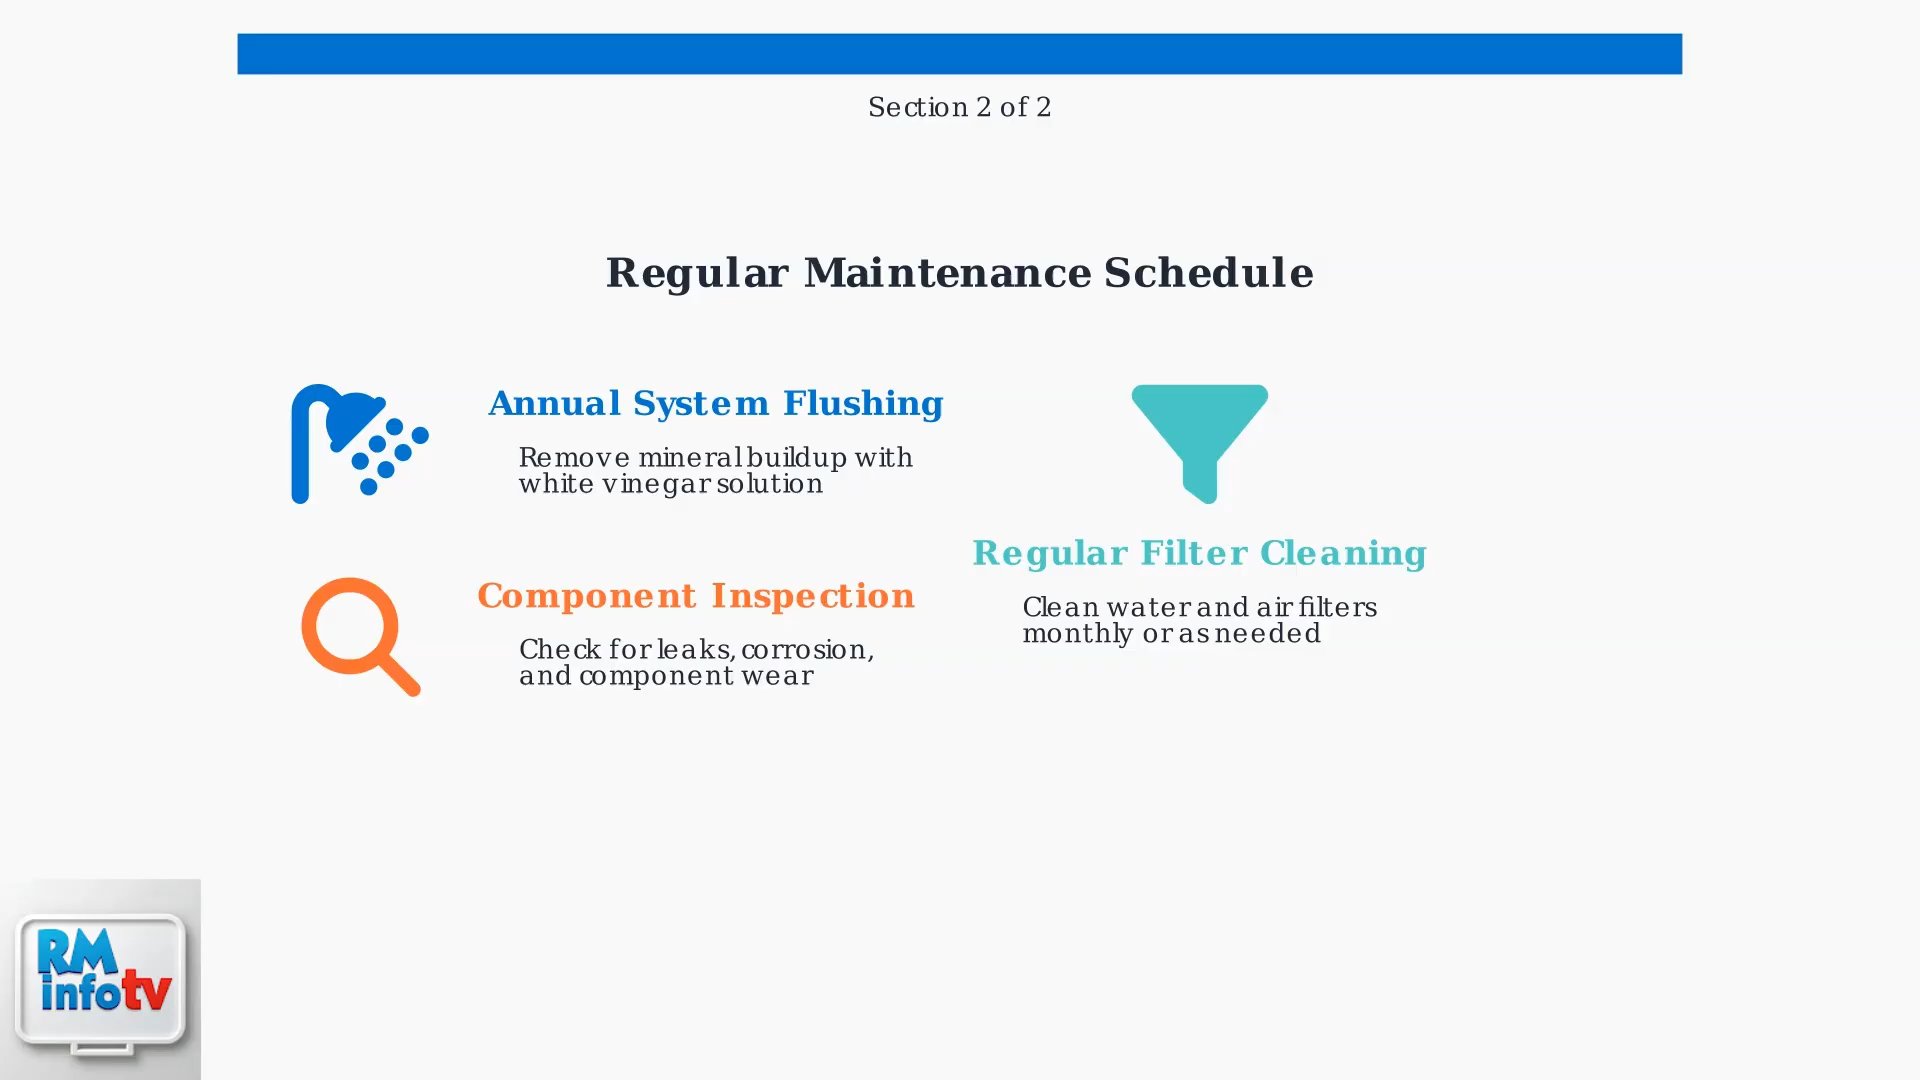 Section 2 of 2
Regular Maintenance Schedule
Annual System Flushing
Remove mineral buildup with
white vinegar solution
Component Inspection
Check for leaks, corrosion,
and component wear
Regular Filter Cleaning
Clean water and air filters
monthly or as needed
RM
infotv